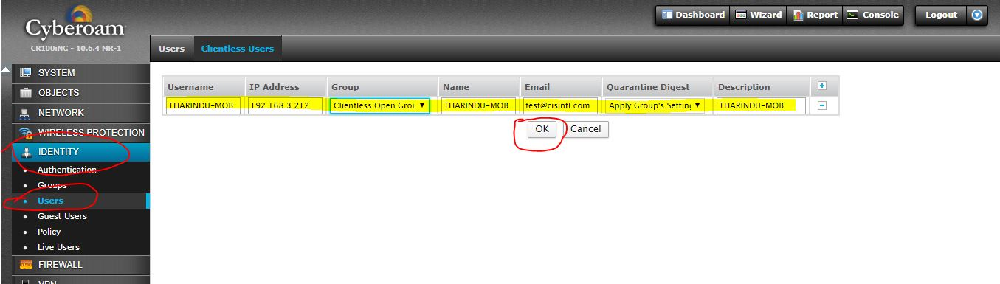 Dashboard Wizard Report Console Logout
Cyberoam
CR100iNG - 10.6.4 MR-1
Users Clientless Users
SYSTEM
OBJECTS
NETWORK
WIRELESS PROTECTION
IDENTITY
Authentication
Groups
Users
Guest Users
Policy
Live Users
FIREWALL
VPN
Username IP Address Group Name Email Quarantine Digest Description
THARINDU-MOB 192.168.3.212 Clientless Open Grou THARINDU-MOB test@cisintl.com Apply Group's Setting THARINDU-MOB
OK Cancel